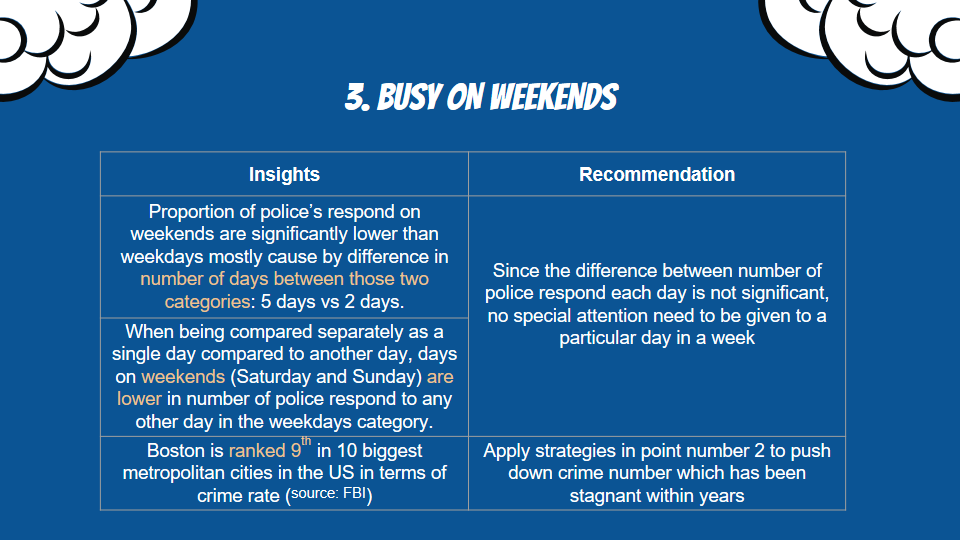 3. BUSY ON WEEKENDS
Insights
Recommendation
Proportion of police's respond on
weekends are significantly lower than
weekdays mostly cause by difference in
number of days between those two
categories: 5 days vs 2 days.
When being compared separately as a
single day compared to another day, days
on weekends (Saturday and Sunday) are
lower in number of police respond to any
other day in the weekdays category.
Since the difference between number of
police respond each day is not significant,
no special attention need to be given to a
particular day in a week
Boston is ranked 9th in 10 biggest
metropolitan cities in the US in terms of
crime rate (source: FBI)
Apply strategies in point number 2 to push
down crime number which has been
stagnant within years